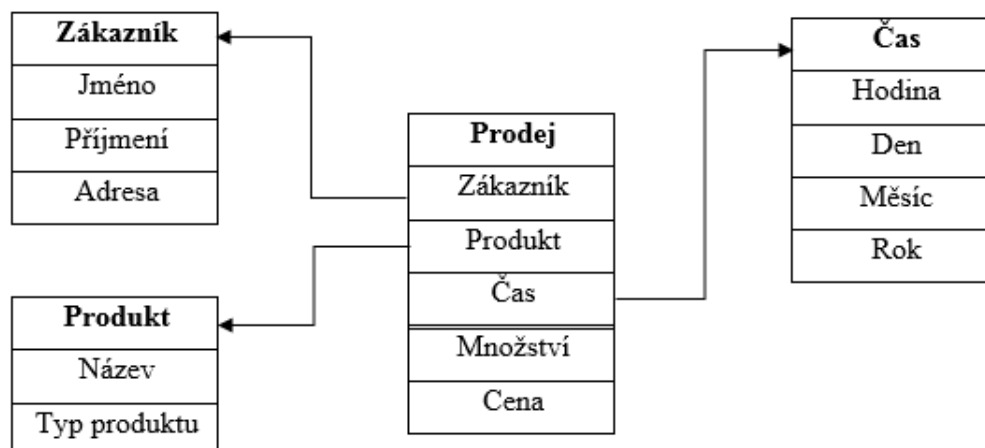 Zákazník
Jméno
Příjmení
Adresa
Produkt
Název
Typ produktu
Prodej
Zákazník
Produkt
Čas
Množství
Cena
Čas
Hodina
Den
Měsíc
Rok